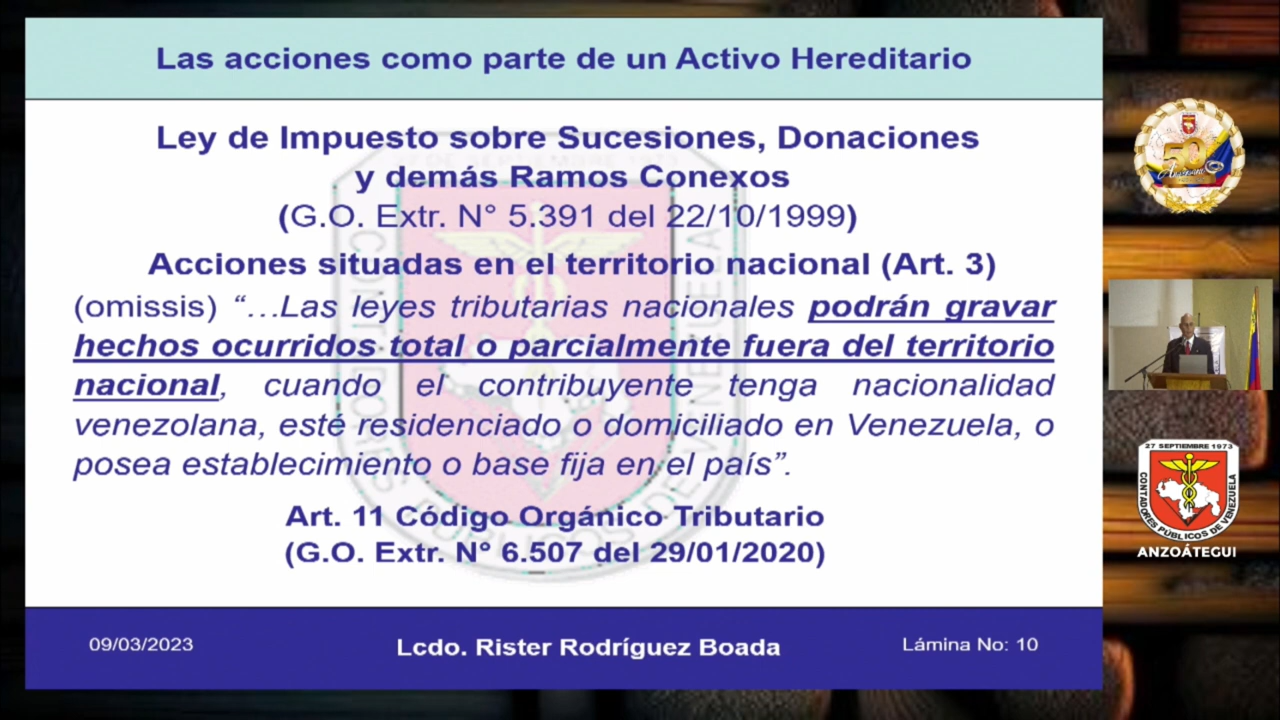 Las acciones como parte de un Activo Hereditario
Ley de Impuesto sobre Sucesiones, Donaciones
y demás Ramos Conexos
(G.O. Extr. N° 5.391 del 22/10/1999)
Acciones situadas en el territorio nacional (Art. 3)
(omissis) “…Las leyes tributarias nacionales podrán gravar
hechos ocurridos total o parcialmente fuera del territorio
nacional, cuando el contribuyente tenga nacionalidad
venezolana, esté residenciado o domiciliado en Venezuela, o
posea establecimiento o base fija en el país”.
Art. 11 Código Orgánico Tributario
(G.O. Extr. N° 6.507 del 29/01/2020)
09/03/2023
Lcdo. Rister Rodríguez Boada
Lámina No: 10
50
Aniversario
27 SEPTIEMBRE 1973
CONTADORES PÚBLICOS DE VENEZUELA
ANZOÁTEGUI